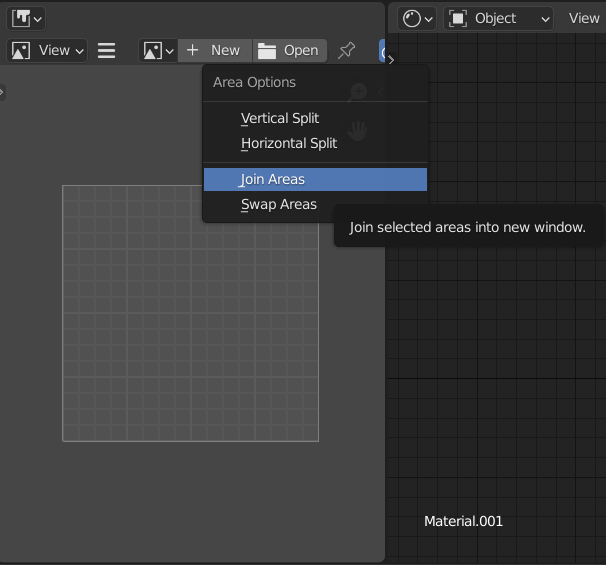 Object View
View New Open
Area Options
Vertical Split
Horizontal Split
Join Areas
Swap Areas
Join selected areas into new window.
Material.001